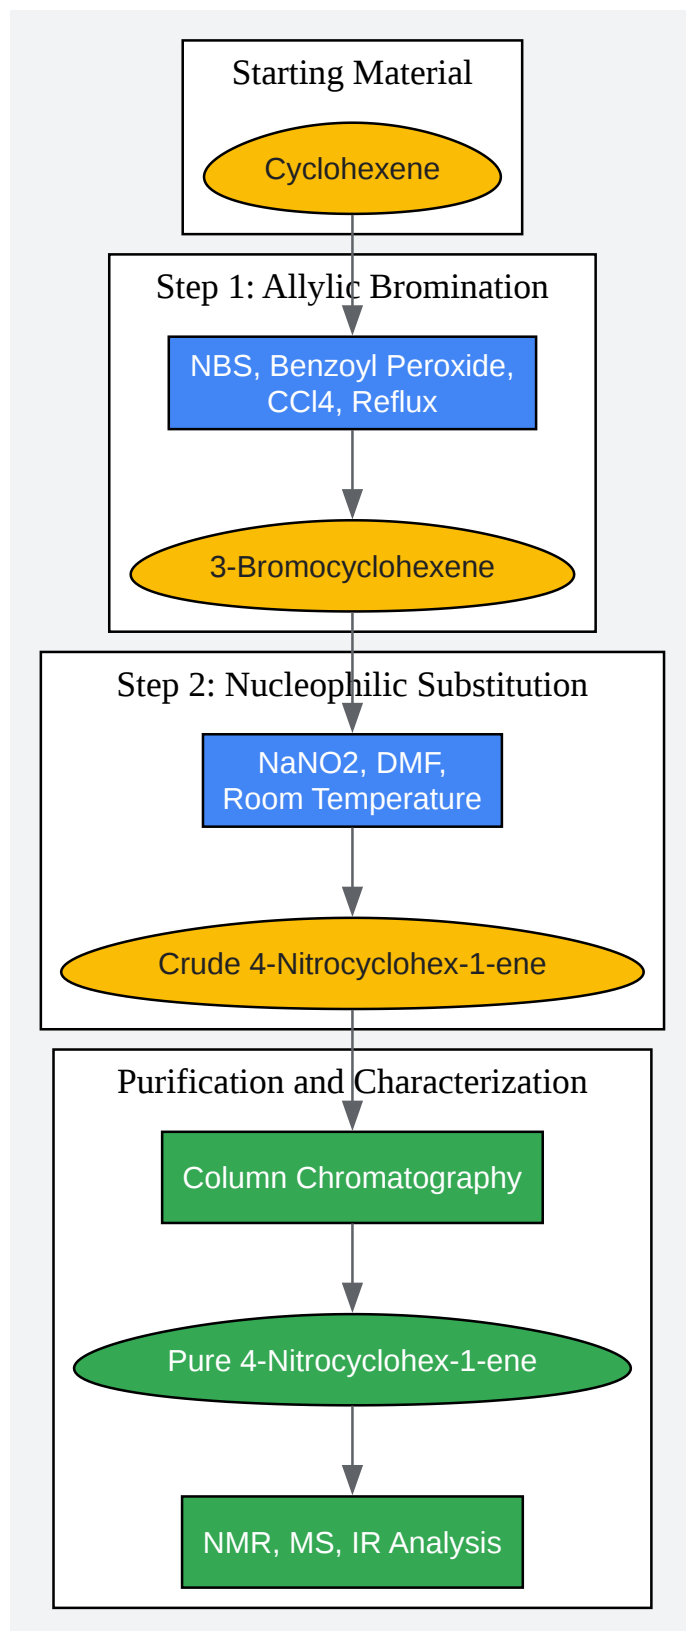 Starting Material
Cyclohexene
Step 1: Allylic Bromination
NBS, Benzoyl Peroxide,
CCl4, Reflux
3-Bromocyclohexene
Step 2: Nucleophilic Substitution
NaNO2, DMF,
Room Temperature
Crude 4-Nitrocyclohex-1-ene
Purification and Characterization
Column Chromatography
Pure 4-Nitrocyclohex-1-ene
NMR, MS, IR Analysis